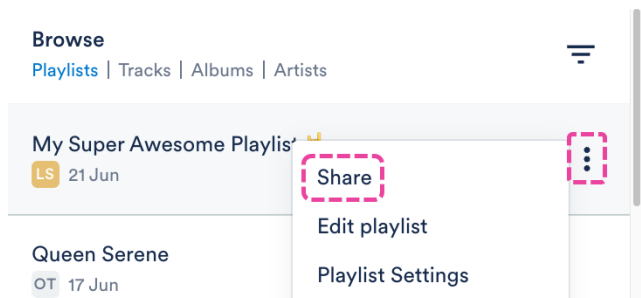 Browse
Playlists | Tracks | Albums | Artists
My Super Awesome Playlist
LS 21 Jun
Share
Edit playlist
Playlist Settings
Queen Serene
OT 17 Jun